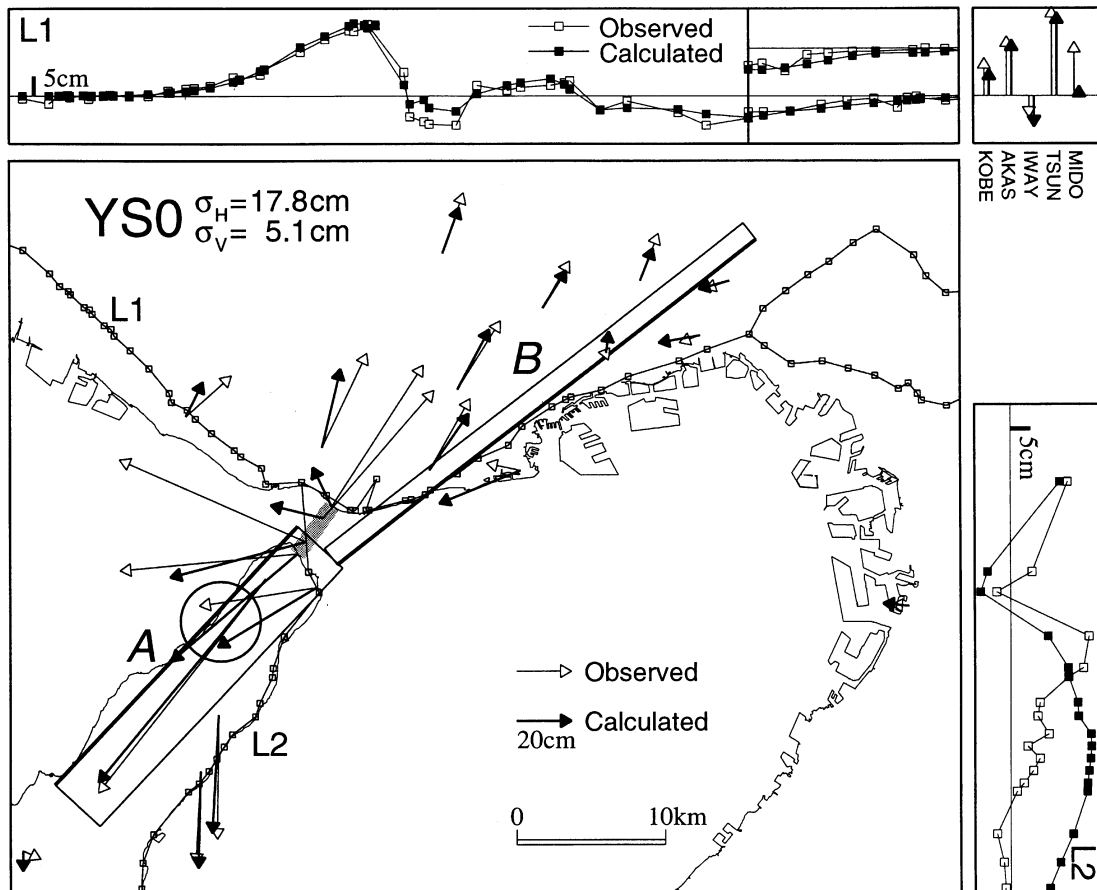 L1
Observed
Calculated
5cm
MIDO
TSUN
IWAY
AKAS
KOBE
YS0
σH=17.8cm
σV= 5.1cm
L1
B
5cm
A
Observed
Calculated
20cm
L2
0 10km
L2